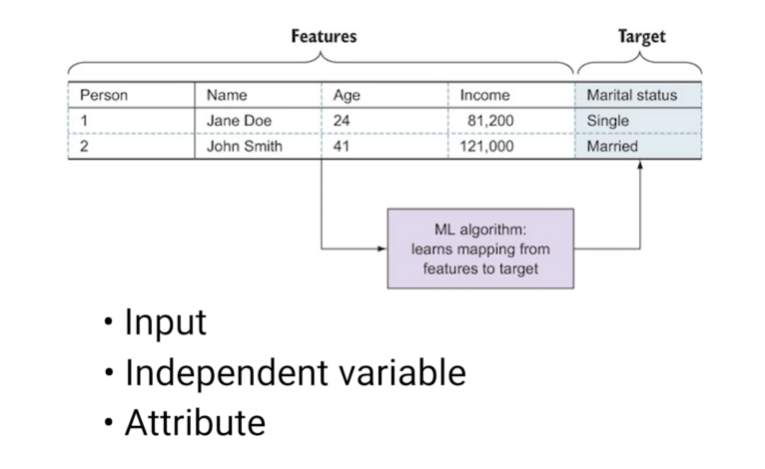 Features Target
Person Name Age Income Marital status
1 Jane Doe 24 81,200 Single
2 John Smith 41 121,000 Married
ML algorithm:
learns mapping from
features to target
• Input
• Independent variable
• Attribute